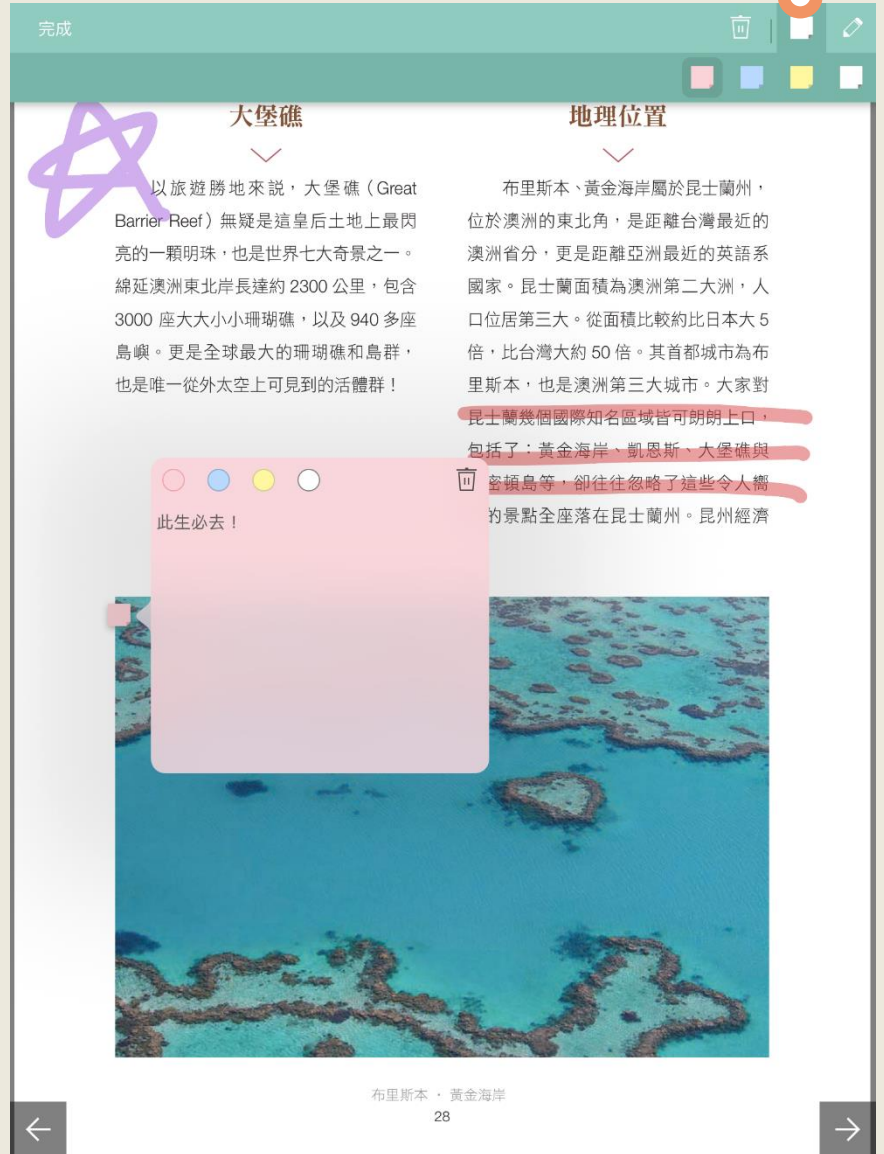 完成
大堡礁
以旅遊勝地來說，大堡礁（Great
Barrier Reef）無疑是這皇后土地上最閃
亮的一顆明珠，也是世界七大奇景之一。
綿延澳洲東北岸長達約 2300 公里，包含
3000 座大大小小珊瑚礁，以及 940 多座
島嶼。更是全球最大的珊瑚礁和島群，
也是唯一從外太空上可見到的活體群！
地理位置
布里斯本、黃金海岸屬於昆士蘭州，
位於澳洲的東北角，是距離台灣最近的
澳洲省分，更是距離亞洲最近的英語系
國家。昆士蘭面積為澳洲第二大洲，人
口位居第三大。從面積比較約比日本大 5
倍，比台灣大約 50 倍。其首都城市為布
里斯本，也是澳洲第三大城市。大家對
昆士蘭幾個國際知名區域皆可朗朗上口，
包括了：黃金海岸、凱恩斯、大堡礁與
密頓島等，卻往往忽略了這些令人嚮
的景點全座落在昆士蘭州。昆州經濟
此生必去！
布里斯本 · 黃金海岸
28